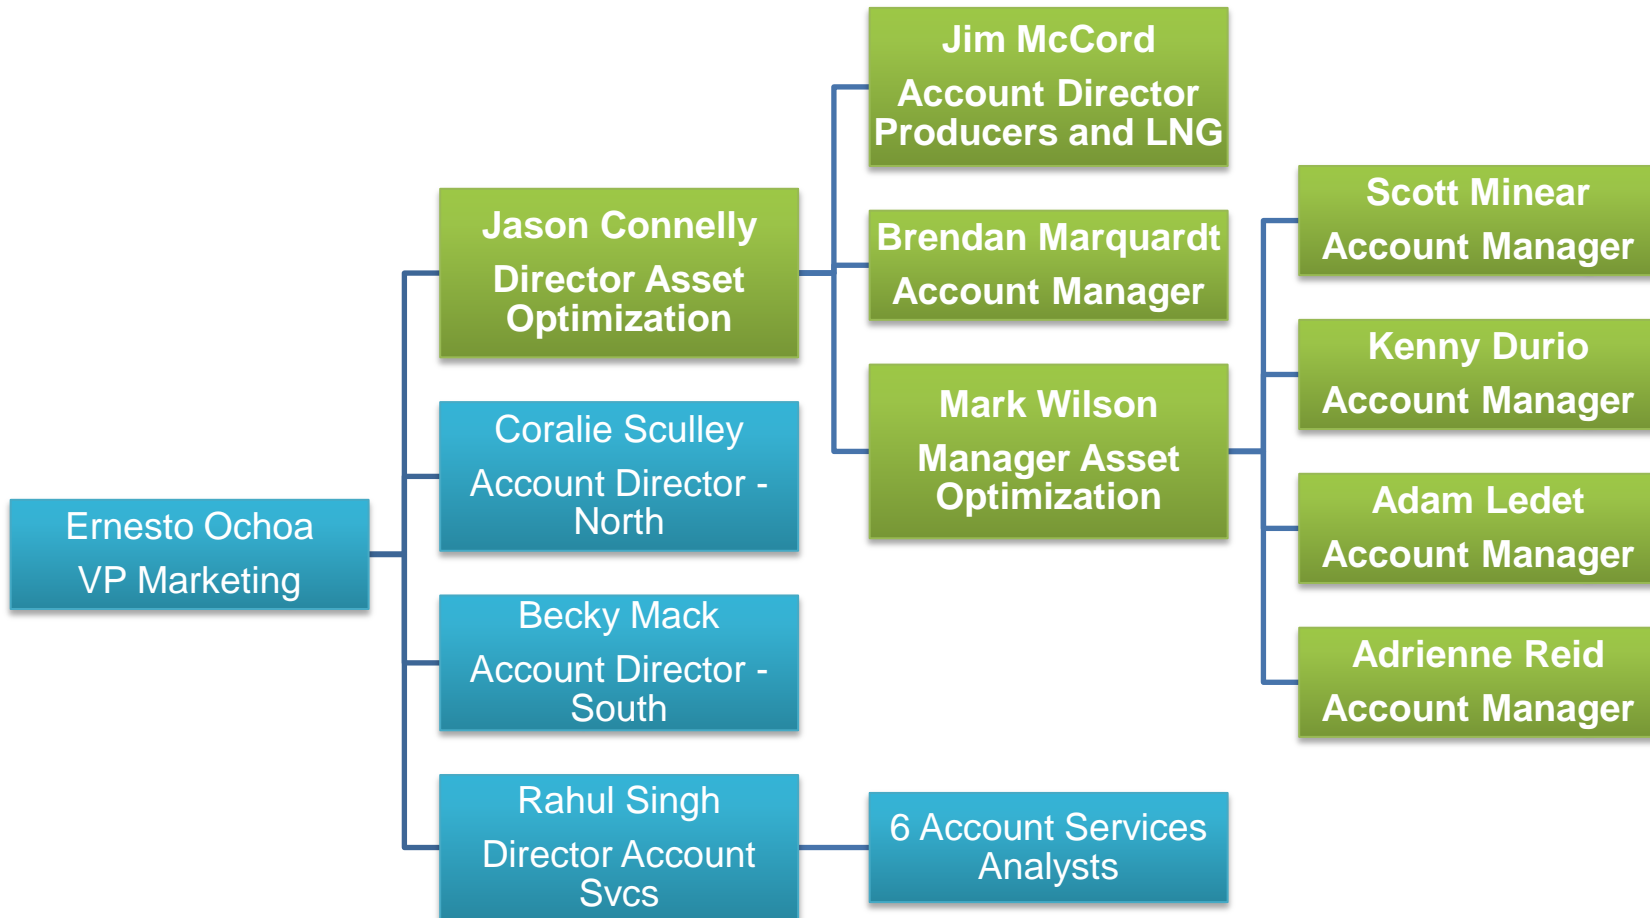 Jim McCord
Account Director
Producers and LNG
Jason Connelly
Director Asset
Optimization
Brendan Marquardt
Account Manager
Mark Wilson
Manager Asset
Optimization
Scott Minear
Account Manager
Kenny Durio
Account Manager
Adam Ledet
Account Manager
Adrienne Reid
Account Manager
Ernesto Ochoa
VP Marketing
Coralie Sculley
Account Director -
North
Becky Mack
Account Director -
South
Rahul Singh
Director Account
Svcs
6 Account Services
Analysts